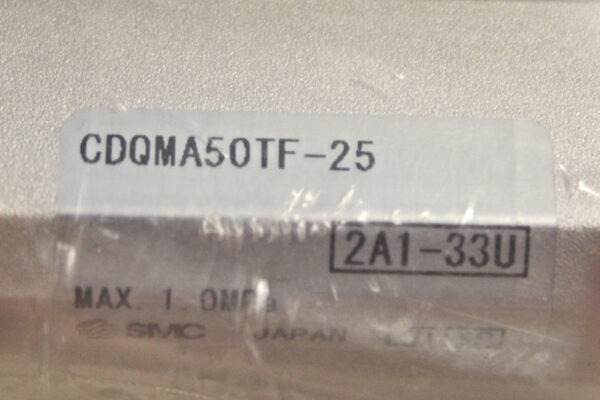 CDQMA50TF-25
2A1-33U
MAX. 1.0MPa
SMC JAPAN